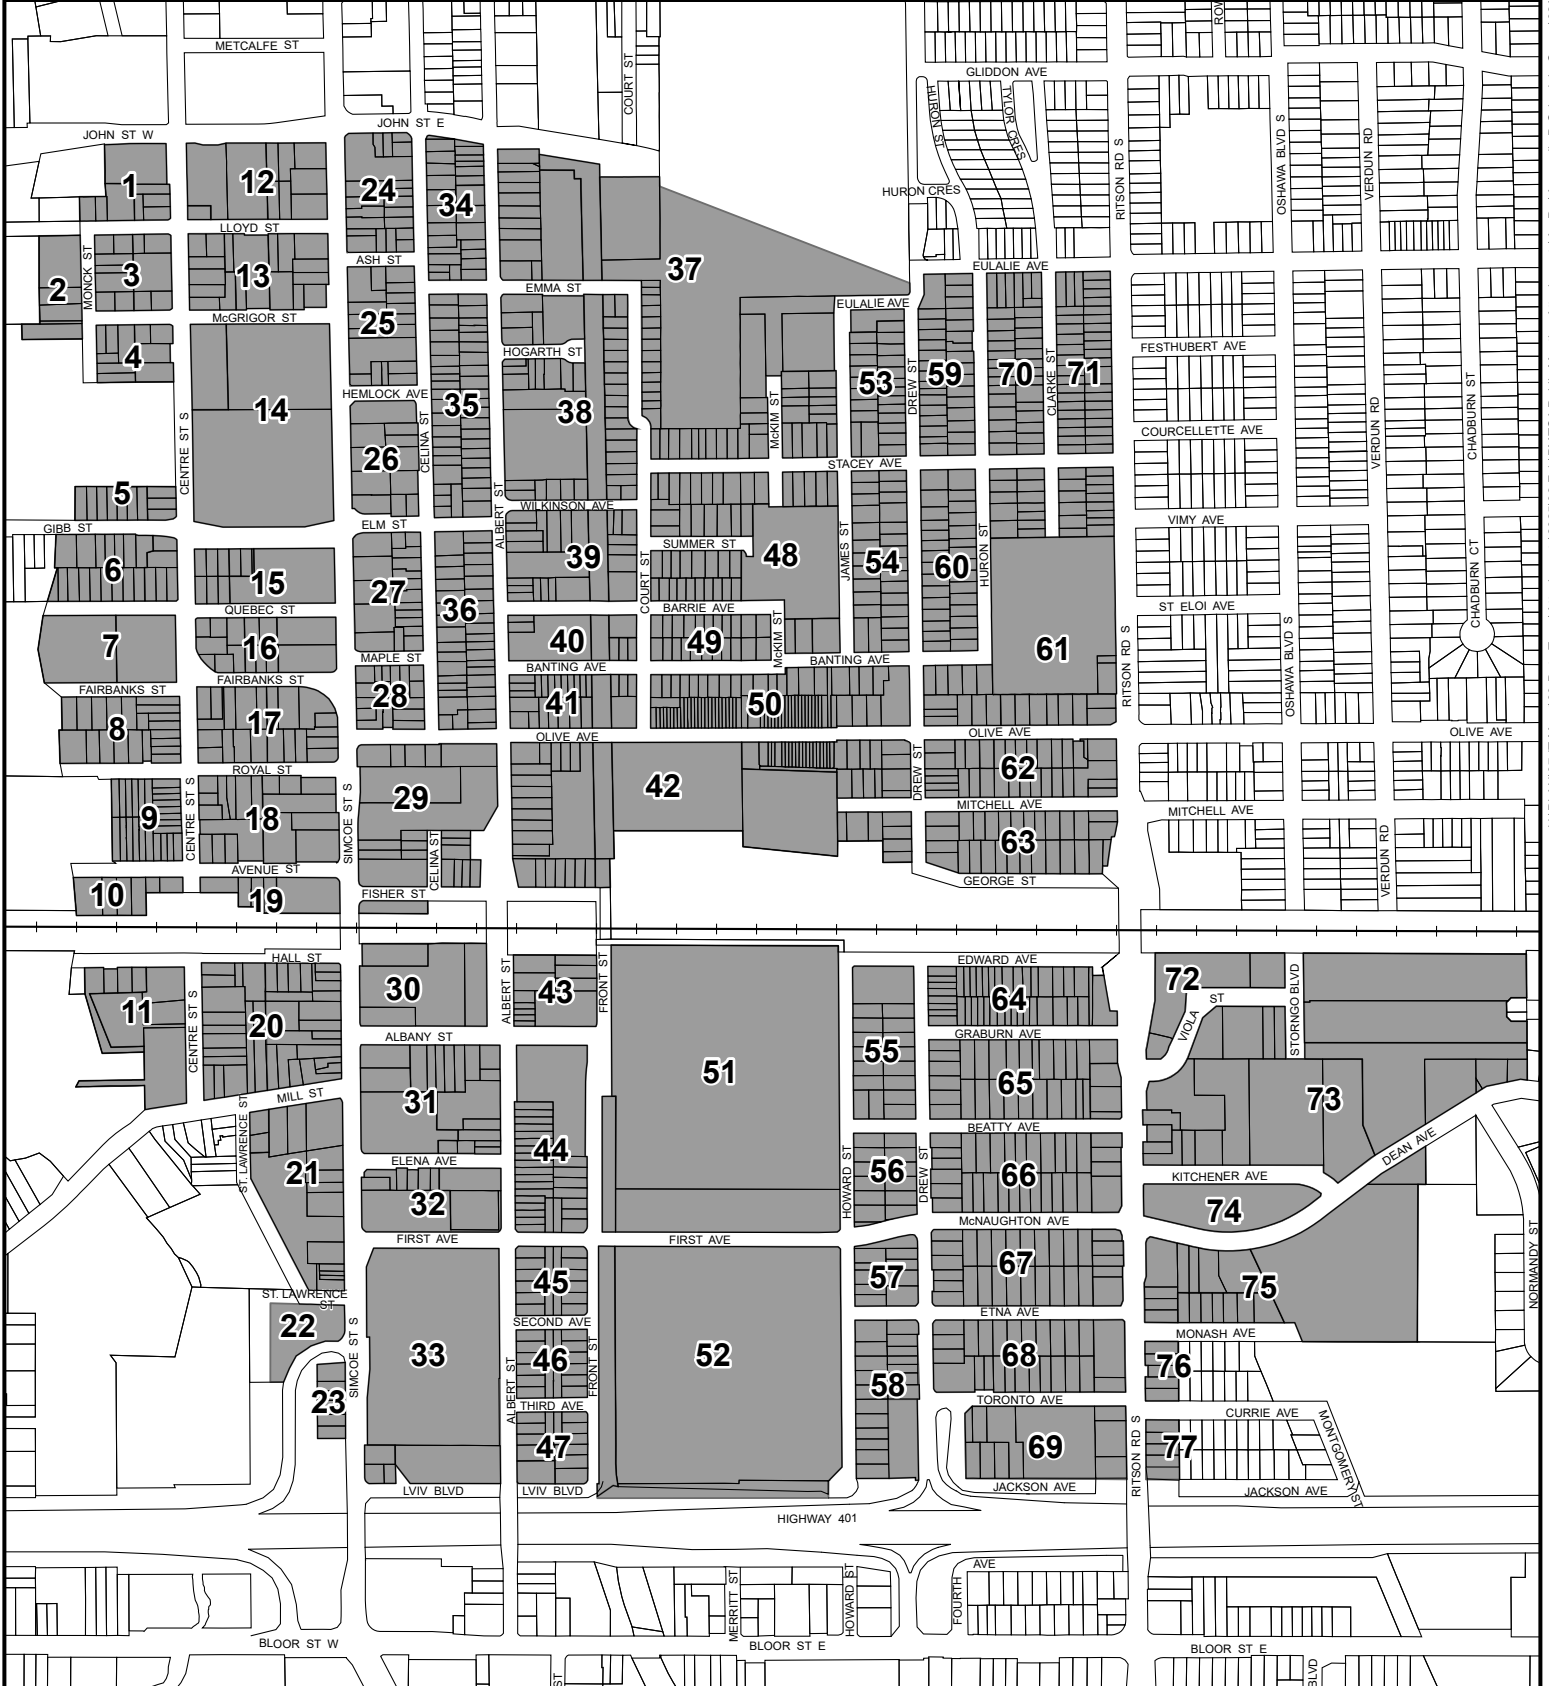 METCALFE ST
COURT ST
ROW
GLIDDON AVE
JOHN ST W
JOHN ST E
HURON ST
TYLOR CRES
RITSON RD S
OSHAWA BLVD S
VERDUN RD
HURON CRES
1
12
24
34
LLOYD ST
ASH ST
EULALIE AVE
MONCK ST
2
3
13
37
EMMA ST
EULALIE AVE
McGRIGOR ST
25
HOGARTH ST
FESTHUBERT AVE
4
14
HEMLOCK AVE
35
38
McKIM ST
53
DREW ST
59
70
CLARKE ST
71
CENTRE ST S
26
CELINA ST
COURCELLETTE AVE
VERDUN RD
CHADBURN ST
STACEY AVE
5
ALBERT ST
WILKINSON AVE
GIBB ST
ELM ST
VIMY AVE
6
15
27
39
SUMMER ST
48
JAMES ST
54
60
HURON ST
COURT ST
CHADBURN CT
QUEBEC ST
36
BARRIE AVE
ST ELOI AVE
7
16
40
49
McKIM ST
61
RITSON RD S
OSHAWA BLVD S
MAPLE ST
BANTING AVE
BANTING AVE
FAIRBANKS ST
FAIRBANKS ST
8
17
28
41
50
OLIVE AVE
OLIVE AVE
OLIVE AVE
ROYAL ST
9
CENTRE ST S
18
SIMCOE ST S
29
42
DREW ST
62
MITCHELL AVE
MITCHELL AVE
63
VERDUN RD
AVENUE ST
CELINA ST
GEORGE ST
10
19
FISHER ST
HALL ST
EDWARD AVE
11
CENTRE ST S
20
30
ALBERT ST
43
FRONT ST
64
72
VIOLA
ST
STORNGO BLVD
ALBANY ST
GRABURN AVE
31
51
55
65
73
MILL ST
ST. LAWRENCE ST
BEATTY AVE
DEAN AVE
21
ELENA AVE
44
HOWARD ST
56
DREW ST
66
KITCHENER AVE
32
74
McNAUGHTON AVE
FIRST AVE
FIRST AVE
45
57
67
75
NORMANDY ST
ST. LAWRENCE
ST
ETNA AVE
22
SIMCOE ST S
SECOND AVE
MONASH AVE
33
46
FRONT ST
52
68
76
23
ALBERT ST
58
THIRD AVE
TORONTO AVE
CURRIE AVE
47
69
RITSON RD S
77
MONTGOMERY ST
LVIV BLVD
LVIV BLVD
JACKSON AVE
JACKSON AVE
HIGHWAY 401
AVE
FOURTH
MERRITT ST
HOWARD ST
BLOOR ST W
BLOOR ST E
BLOOR ST E
ST
BLVD